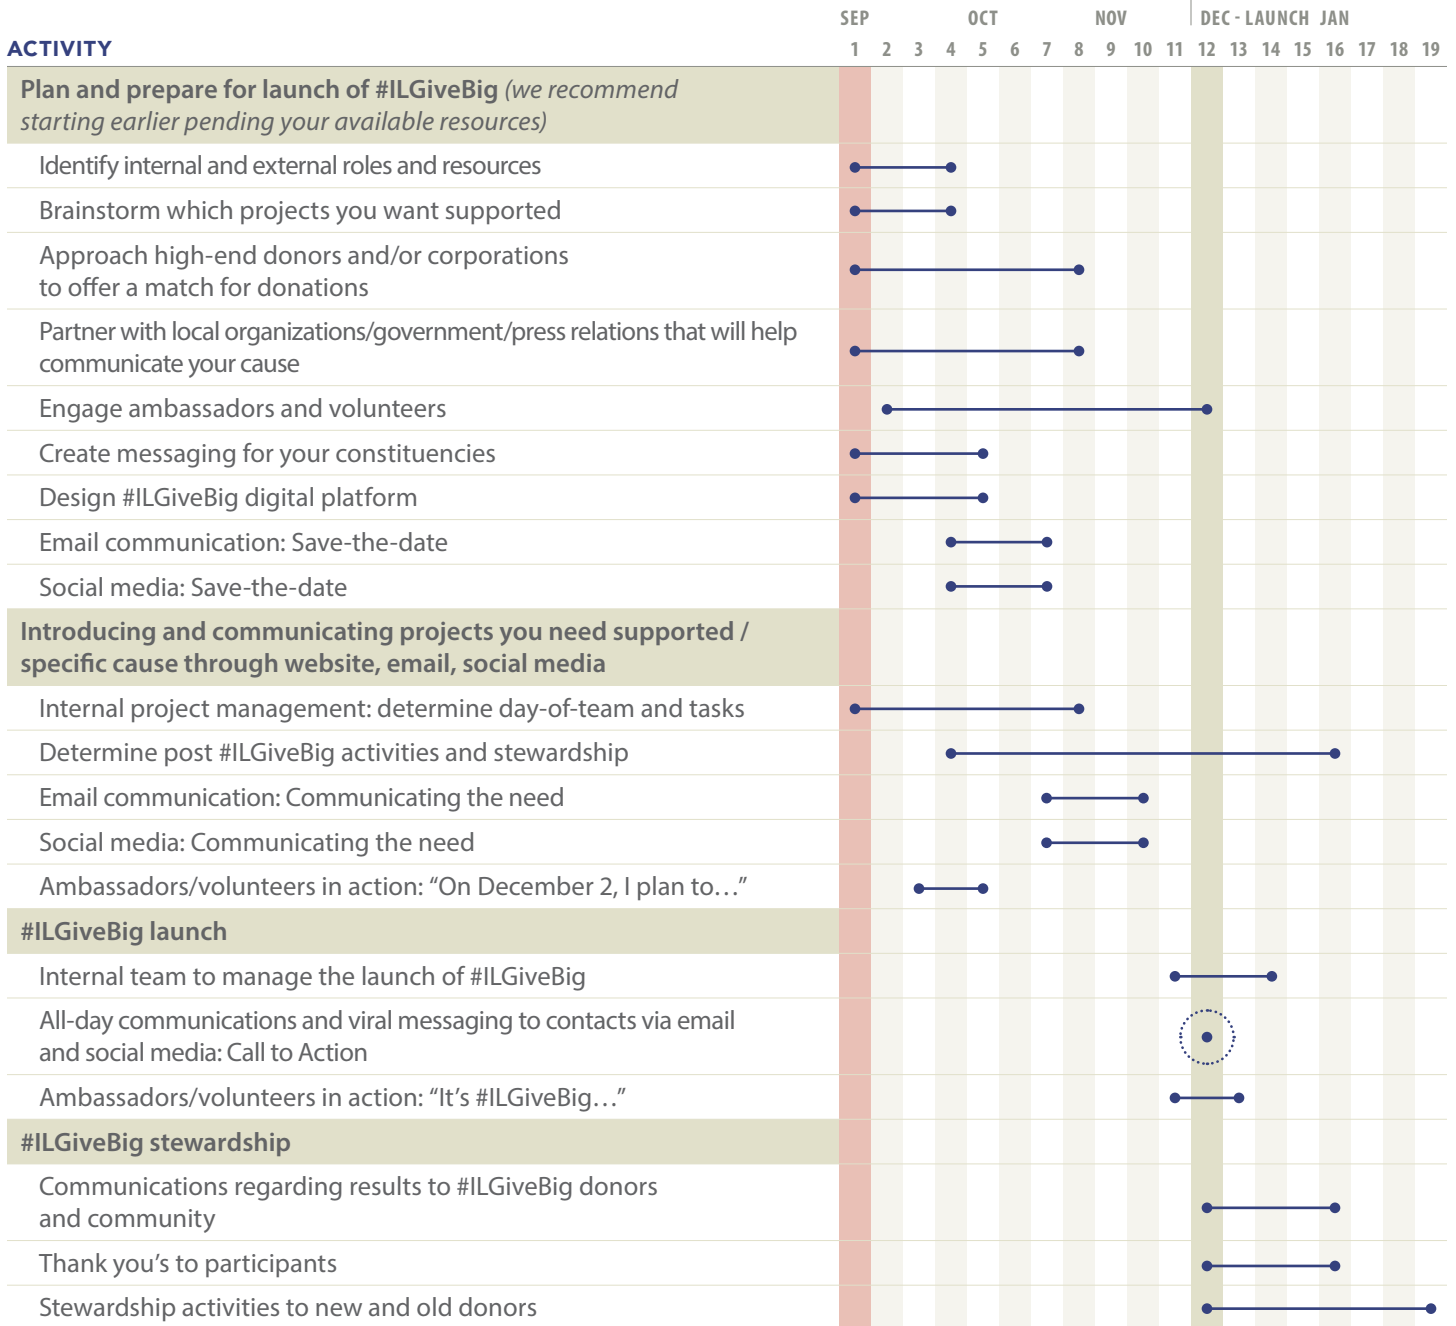 SEP OCT NOV DEC - LAUNCH JAN
ACTIVITY 1 2 3 4 5 6 7 8 9 10 11 12 13 14 15 16 17 18 19
Plan and prepare for launch of #ILGiveBig (we recommend
starting earlier pending your available resources)
Identify internal and external roles and resources
Brainstorm which projects you want supported
Approach high-end donors and/or corporations
to offer a match for donations
Partner with local organizations/government/press relations that will help
communicate your cause
Engage ambassadors and volunteers
Create messaging for your constituencies
Design #ILGiveBig digital platform
Email communication: Save-the-date
Social media: Save-the-date
Introducing and communicating projects you need supported /
specific cause through website, email, social media
Internal project management: determine day-of-team and tasks
Determine post #ILGiveBig activities and stewardship
Email communication: Communicating the need
Social media: Communicating the need
Ambassadors/volunteers in action: “On December 2, I plan to…”
#ILGiveBig launch
Internal team to manage the launch of #ILGiveBig
All-day communications and viral messaging to contacts via email
and social media: Call to Action
Ambassadors/volunteers in action: “It’s #ILGiveBig…”
#ILGiveBig stewardship
Communications regarding results to #ILGiveBig donors
and community
Thank you’s to participants
Stewardship activities to new and old donors